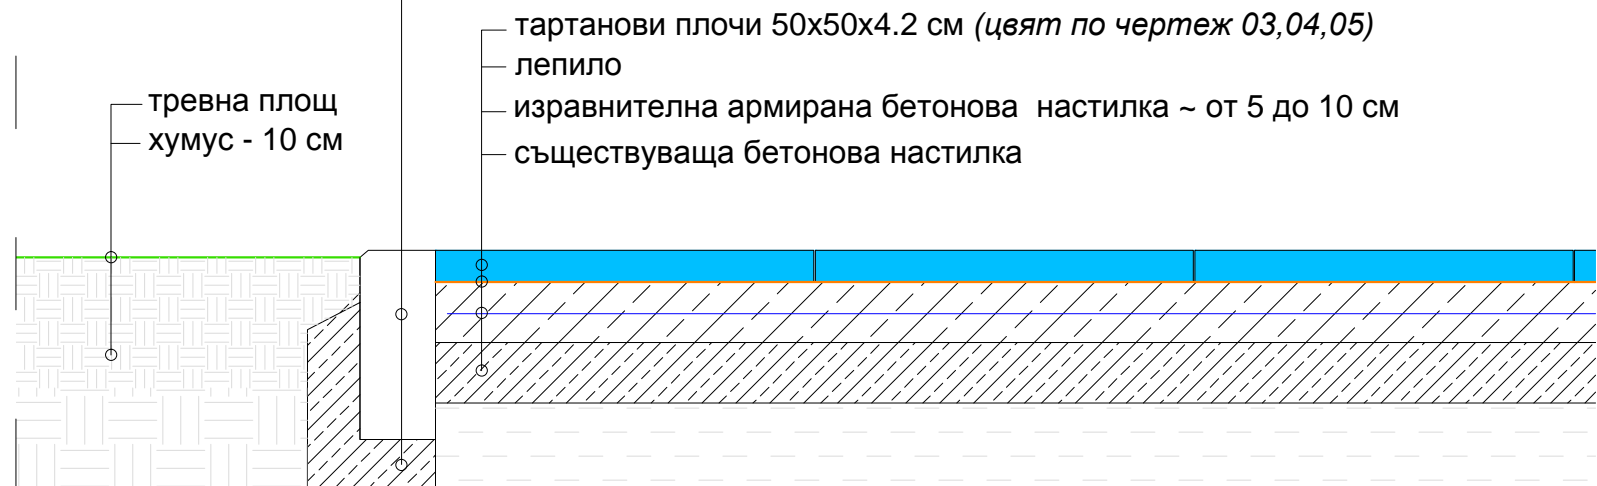 тартанови плочи 50х50х4.2 см (цвят по чертеж 03,04,05)
лепило
изравнителна армирана бетонова настилка ~ от 5 до 10 см
съществуваща бетонова настилка
тревна площ
хумус - 10 см